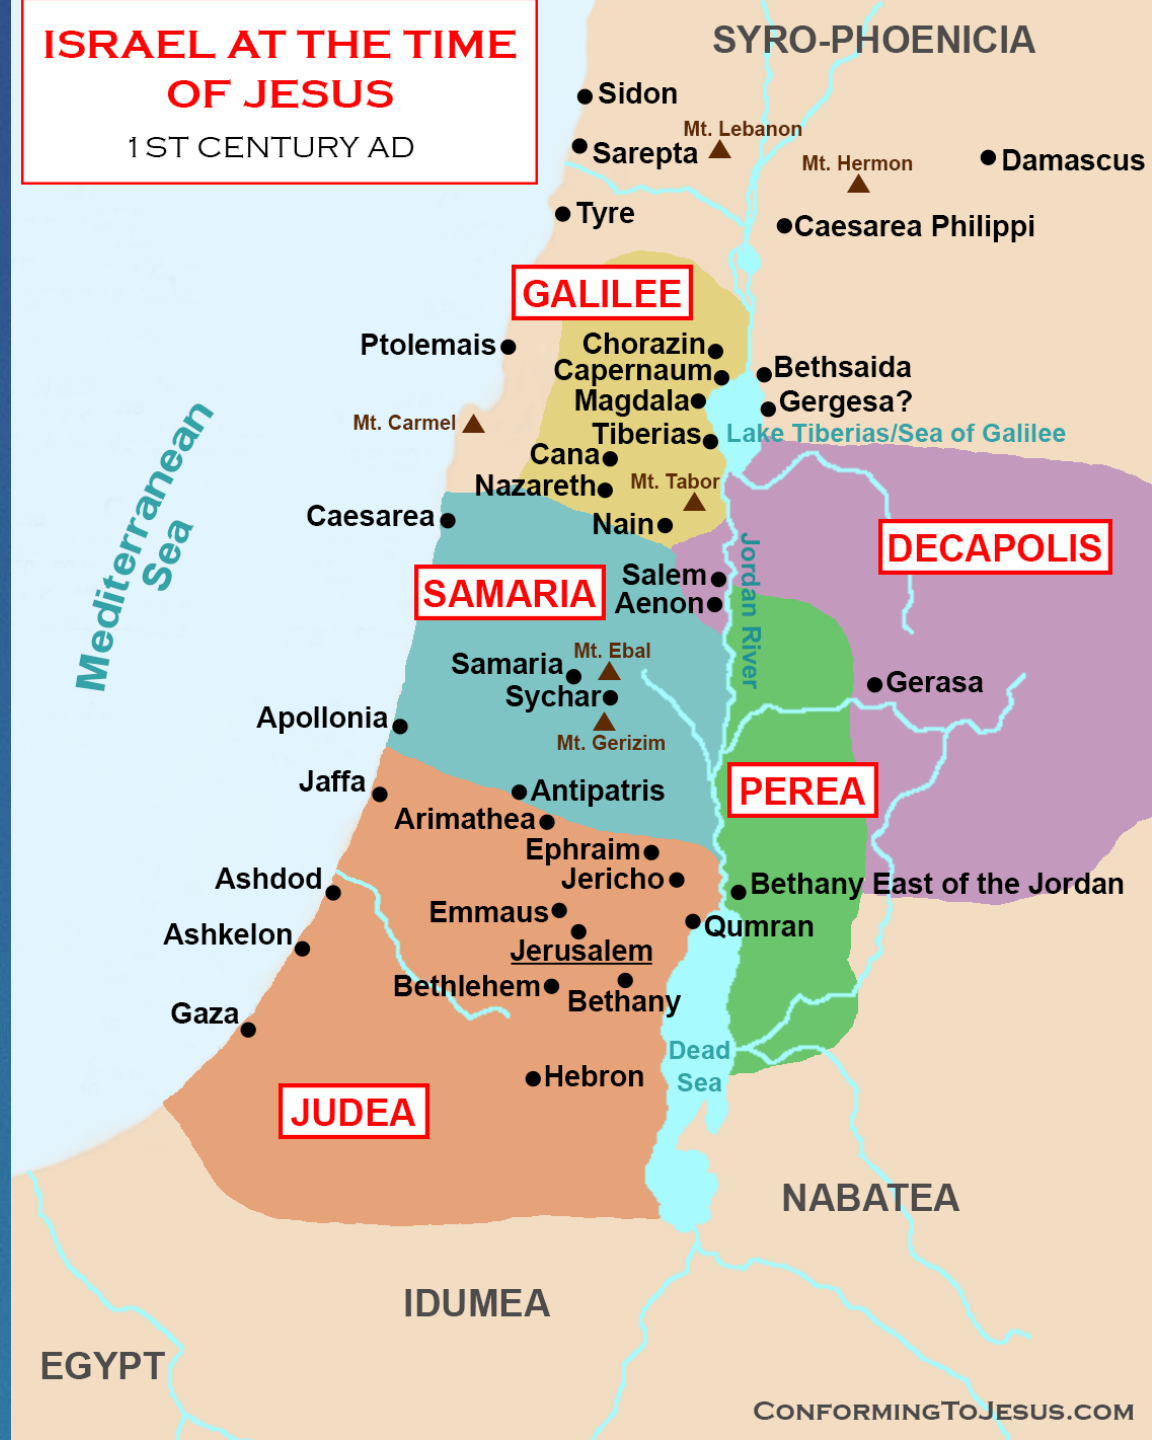 ISRAEL AT THE TIME
OF JESUS
1ST CENTURY AD
SYRO-PHOENICIA
Sidon
Mt. Lebanon
Sarepta
Mt. Hermon
Damascus
Tyre
Caesarea Philippi
GALILEE
Ptolemais
Chorazin
Capernaum
Bethsaida
Magdala
Gergesa?
Mt. Carmel
Tiberias
Lake Tiberias/Sea of Galilee
Cana
Nazareth
Mt. Tabor
Caesarea
Nain
Mediterranean
Sea
Jordan River
DECAPOLIS
SAMARIA
Salem
Aenon
Mt. Ebal
Samaria
Sychar
Gerasa
Apollonia
Mt. Gerizim
Jaffa
Antipatris
PEREA
Arimathea
Ephraim
Jericho
Ashdod
Bethany East of the Jordan
Emmaus
Qumran
Ashkelon
Jerusalem
Bethlehem
Bethany
Gaza
Dead
Sea
Hebron
JUDEA
NABATEA
IDUMEA
EGYPT
CONFORMINGTOJESUS.COM